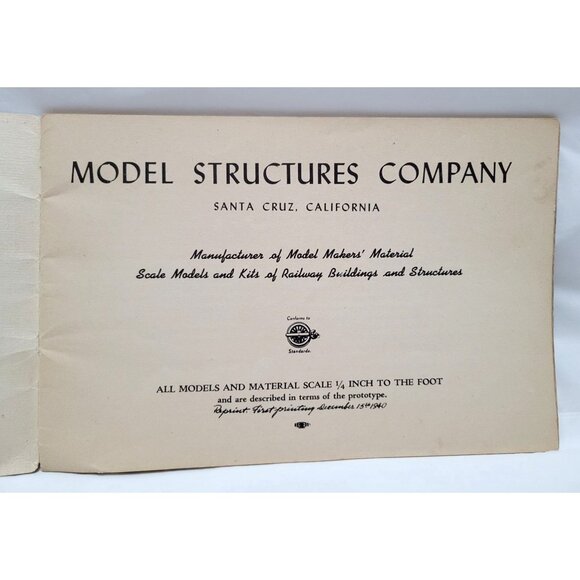 MODEL STRUCTURES COMPANY
SANTA CRUZ, CALIFORNIA
Manufacturer of Model Makers' Material
Scale Models and Kits of Railway Buildings and Structures
Conforms to
Standards.
ALL MODELS AND MATERIAL SCALE 1/4 INCH TO THE FOOT
and are described in terms of the prototype.
Reprint First printing December 15th 1940